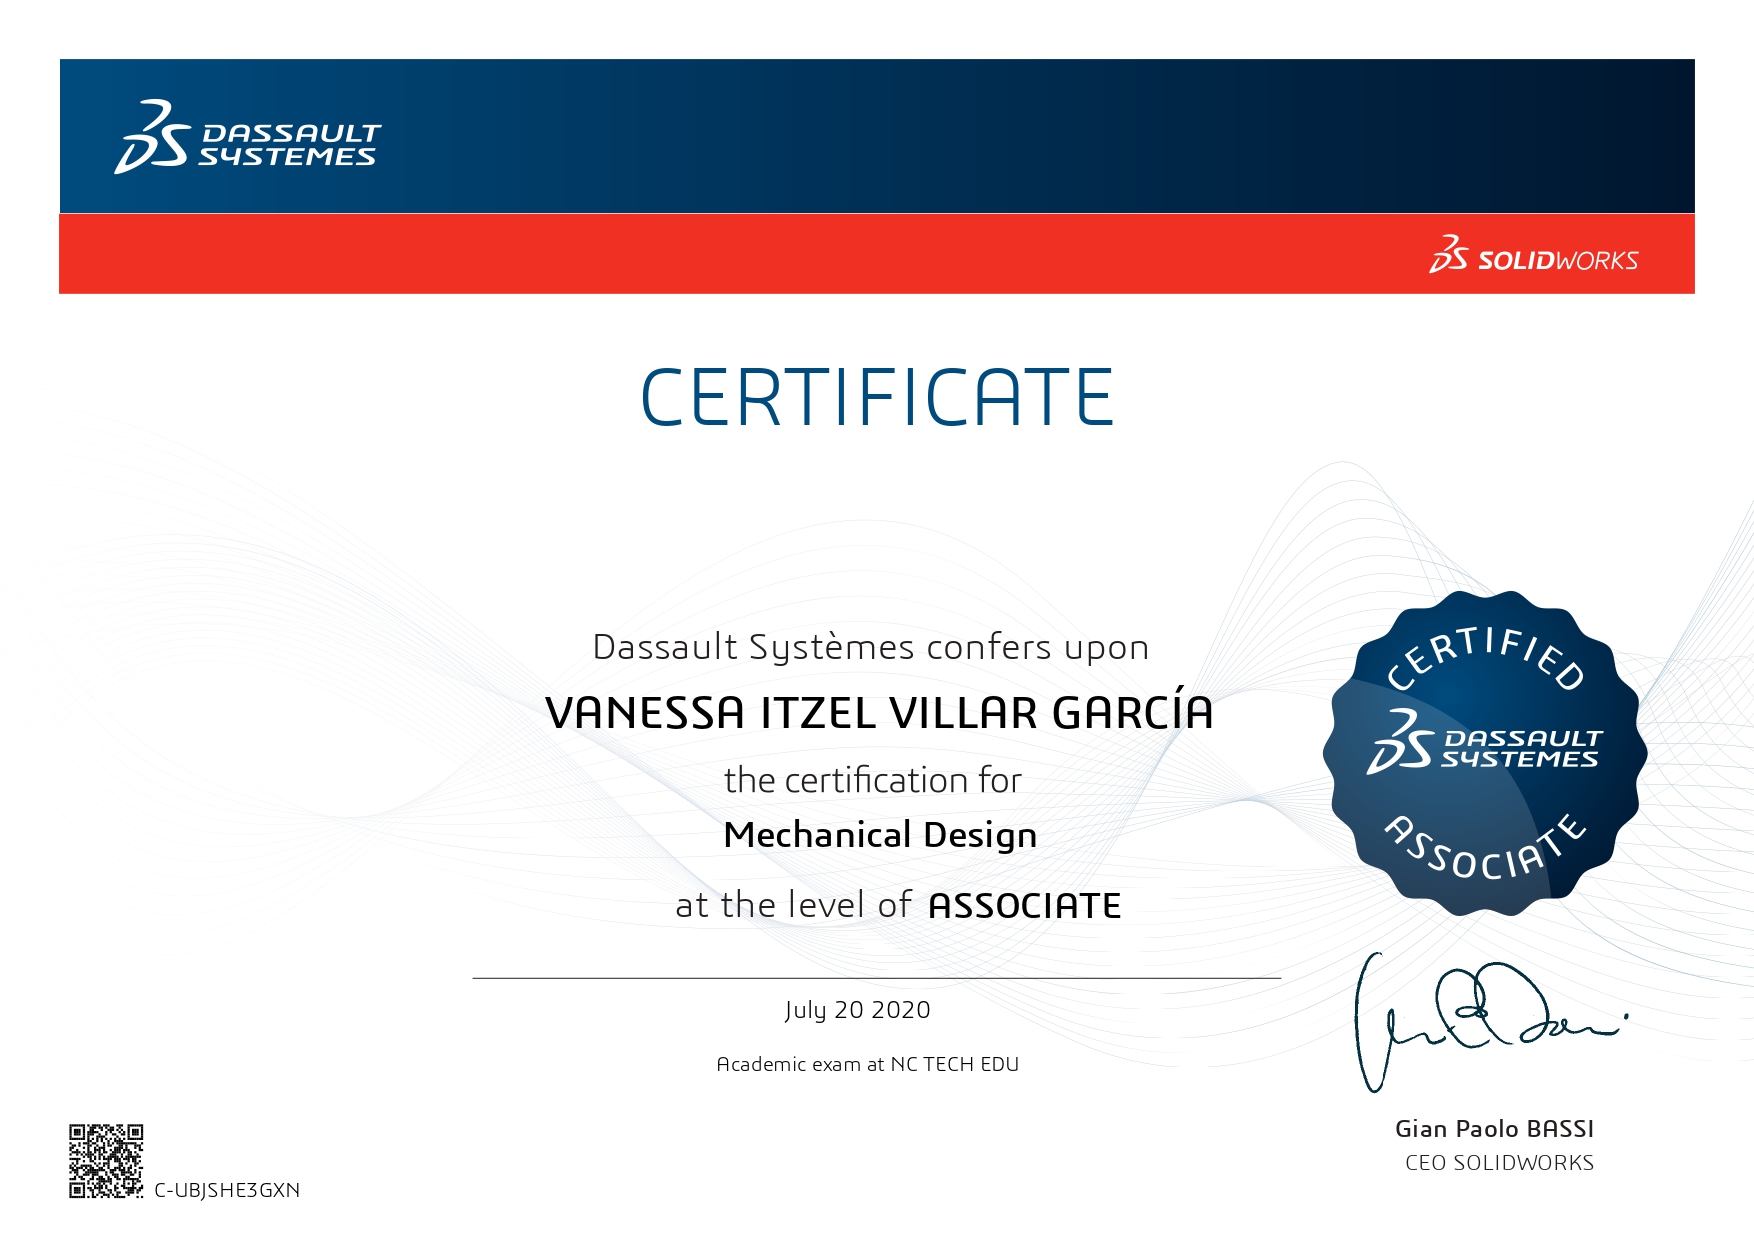 DASSAULT
SYSTEMES
SOLIDWORKS
CERTIFICATE
Dassault Systèmes confers upon
VANESSA ITZEL VILLAR GARCÍA
the certification for
Mechanical Design
at the level of ASSOCIATE
CERTIFIED
DASSAULT
SYSTEMES
ASSOCIATE
July 20 2020
Academic exam at NC TECH EDU
Gian Paolo BASSI
CEO SOLIDWORKS
C-UBJSHE3GXN